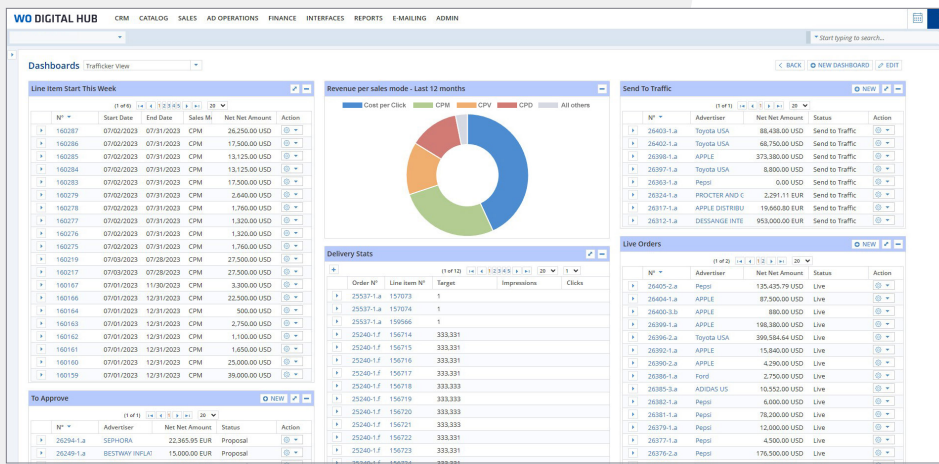 WO DIGITAL HUB CRM CATALOG SALES AD OPERATIONS FINANCE INTERFACES REPORTS E-MAILING ADMIN
* Start typing to search...
Dashboards Trafficker View BACK NEW DASHBOARD EDIT
Line Item Start This Week
(1 of 6) 1 2 3 4 5 20
N° Start Date End Date Sales Mo Net Net Amount Action
160287 07/02/2023 07/31/2023 CPM 26,250.00 USD
160286 07/02/2023 07/31/2023 CPM 17,500.00 USD
160285 07/02/2023 07/31/2023 CPM 13,125.00 USD
160284 07/02/2023 07/31/2023 CPM 13,125.00 USD
160283 07/02/2023 07/31/2023 CPM 17,500.00 USD
160279 07/02/2023 07/31/2023 CPM 2,640.00 USD
160278 07/02/2023 07/31/2023 CPM 1,760.00 USD
160277 07/02/2023 07/31/2023 CPM 1,320.00 USD
160276 07/02/2023 07/31/2023 CPM 1,320.00 USD
160275 07/02/2023 07/31/2023 CPM 1,760.00 USD
160219 07/03/2023 07/28/2023 CPM 27,500.00 USD
160217 07/03/2023 07/28/2023 CPM 27,500.00 USD
160167 07/01/2023 11/30/2023 CPM 3,300.00 USD
160166 07/01/2023 12/31/2023 CPM 22,500.00 USD
160164 07/01/2023 12/31/2023 CPM 500.00 USD
160163 07/01/2023 12/31/2023 CPM 2,750.00 USD
160162 07/01/2023 12/31/2023 CPM 1,100.00 USD
160161 07/01/2023 12/31/2023 CPM 1,650.00 USD
160160 07/01/2023 12/31/2023 CPM 25,000.00 USD
160159 07/01/2023 12/31/2023 CPM 39,000.00 USD
To Approve NEW
(1 of 1) 1 20
N° Advertiser Net Net Amount Status Action
26294-1.a SEPHORA 22,365.95 EUR Proposal
26249-1.a BESTWAY INFLAT 15,000.00 EUR Proposal
Revenue per sales mode - Last 12 months
Cost per Click CPM CPV CPD All others
Delivery Stats
(1 of 12) 1 2 3 4 5 20 1
Order N° Line item N° Target Impressions Clicks
25537-1.a 157073 1
25537-1.a 157074 1
25537-1.a 159566 1
25240-1.f 156714 333,331
25240-1.f 156715 333,331
25240-1.f 156716 333,331
25240-1.f 156717 333,331
25240-1.f 156718 333,333
25240-1.f 156719 333,333
25240-1.f 156720 333,333
25240-1.f 156721 333,333
25240-1.f 156722 333,331
25240-1.f 156723 333,331
Send To Traffic NEW
(1 of 1) 1 20
N° Advertiser Net Net Amount Status Action
26403-1.a Toyota USA 88,438.00 USD Send to Traffic
26402-1.a Toyota USA 68,750.00 USD Send to Traffic
26398-1.a APPLE 373,380.00 USD Send to Traffic
26397-1.a Toyota USA 8,800.00 USD Send to Traffic
26363-1.a Pepsi 0.00 USD Send to Traffic
26324-1.a PROCTER AND C 2,291.11 EUR Send to Traffic
26317-1.a APPLE DISTRIBU 19,660.80 EUR Send to Traffic
26312-1.a DESSANGE INTE 953,000.00 EUR Send to Traffic
Live Orders NEW
(1 of 2) 1 2 20
N° Advertiser Net Net Amount Status Action
26405-2.a Pepsi 135,435.79 USD Live
26404-1.a APPLE 87,500.00 USD Live
26400-3.b APPLE 880.00 USD Live
26399-1.a APPLE 198,380.00 USD Live
26396-2.a Toyota USA 399,584.64 USD Live
26392-1.a APPLE 15,840.00 USD Live
26390-2.a APPLE 4,290.00 USD Live
26386-1.a Ford 2,750.00 USD Live
26385-3.a ADIDAS US 10,552.00 USD Live
26382-1.a Pepsi 6,000.00 USD Live
26381-1.a Pepsi 78,200.00 USD Live
26379-1.a Pepsi 12,000.00 USD Live
26377-1.a Pepsi 4,500.00 USD Live
26376-2.a Pepsi 176,500.00 USD Live